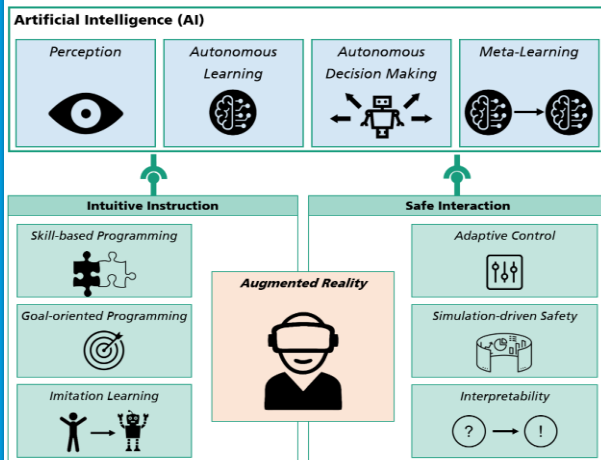 Artificial Intelligence (AI)
Perception
Autonomous
Learning
Autonomous
Decision Making
Meta-Learning
Intuitive Instruction
Skill-based Programming
Goal-oriented Programming
Imitation Learning
Augmented Reality
Safe Interaction
Adaptive Control
Simulation-driven Safety
Interpretability
?
!